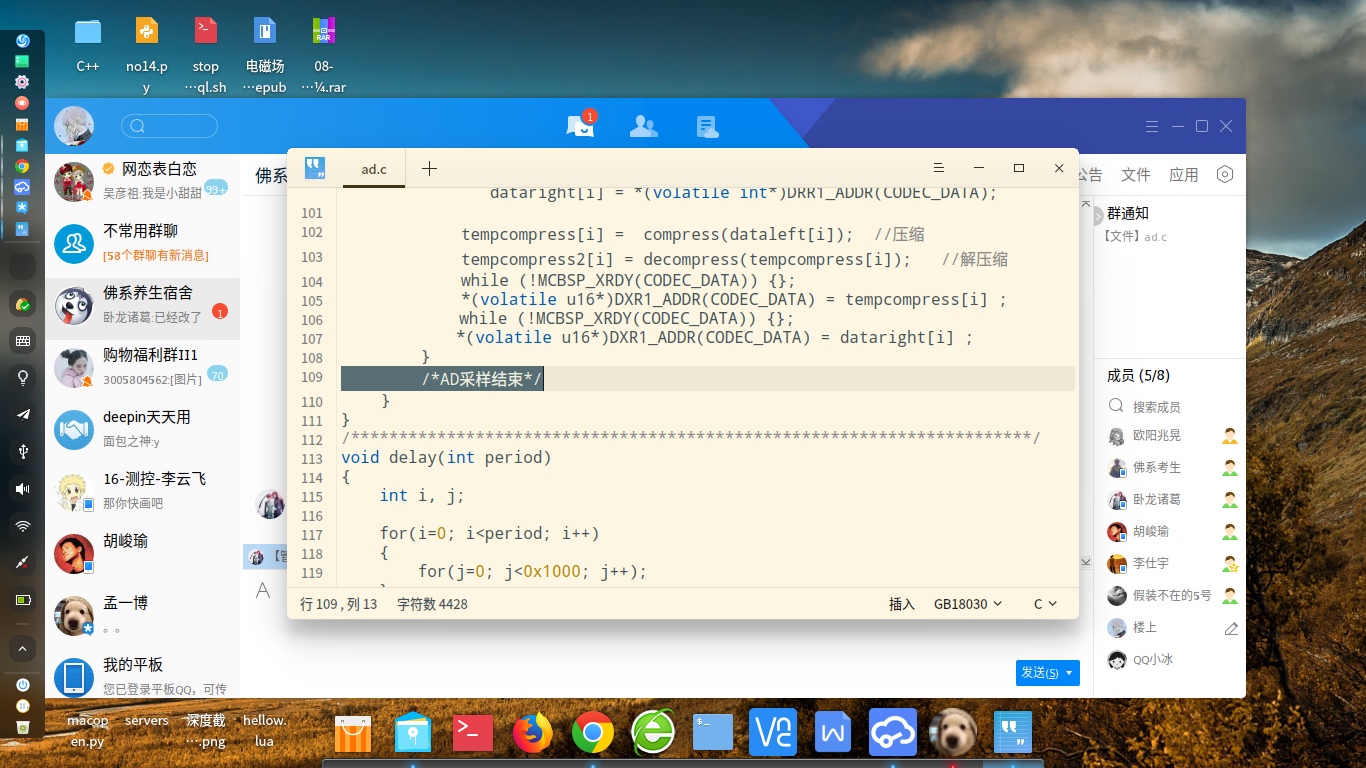 C++
no14.p
y
stop
…ql.sh
电磁场
…epub
08-
…¼.rar
1
网恋表白恋
吴彦祖:我是小甜甜
99+
不常用群聊
[58个群聊有新消息]
佛系养生宿舍
卧龙诸葛:已经改了
1
购物福利群II1
3005804562:[图片]
70
deepin天天用
面包之神:y
16-测控-李云飞
那你快画吧
胡峻瑜
孟一博
。。
我的平板
您已登录平板QQ，可传
佛系
公告 文件 应用
ad.c
dataright[i] = *(volatile int*)DRR1_ADDR(CODEC_DATA);
101
102 tempcompress[i] =  compress(dataleft[i]);  //压缩
103 tempcompress2[i] = decompress(tempcompress[i]);   //解压缩
104 while (!MCBSP_XRDY(CODEC_DATA)) {};
105 *(volatile u16*)DXR1_ADDR(CODEC_DATA) = tempcompress[i] ;
106 while (!MCBSP_XRDY(CODEC_DATA)) {};
107 *(volatile u16*)DXR1_ADDR(CODEC_DATA) = dataright[i] ;
108 }
109 /*AD采样结束*/
110 }
111 }
112 /***********************************************************************/
113 void delay(int period)
114 {
115 int i, j;
116
117 for(i=0; i<period; i++)
118 {
119 for(j=0; j<0x1000; j++);
行 109 , 列 13 字符数 4428 插入 GB18030 C
群通知
【文件】ad.c
成员 (5/8)
搜索成员
欧阳兆晃
佛系考生
卧龙诸葛
胡峻瑜
李仕宇
假装不在的5号
楼上
QQ小冰
A
发送(S)
macop
en.py
servers
深度截
….png
hellow.
lua